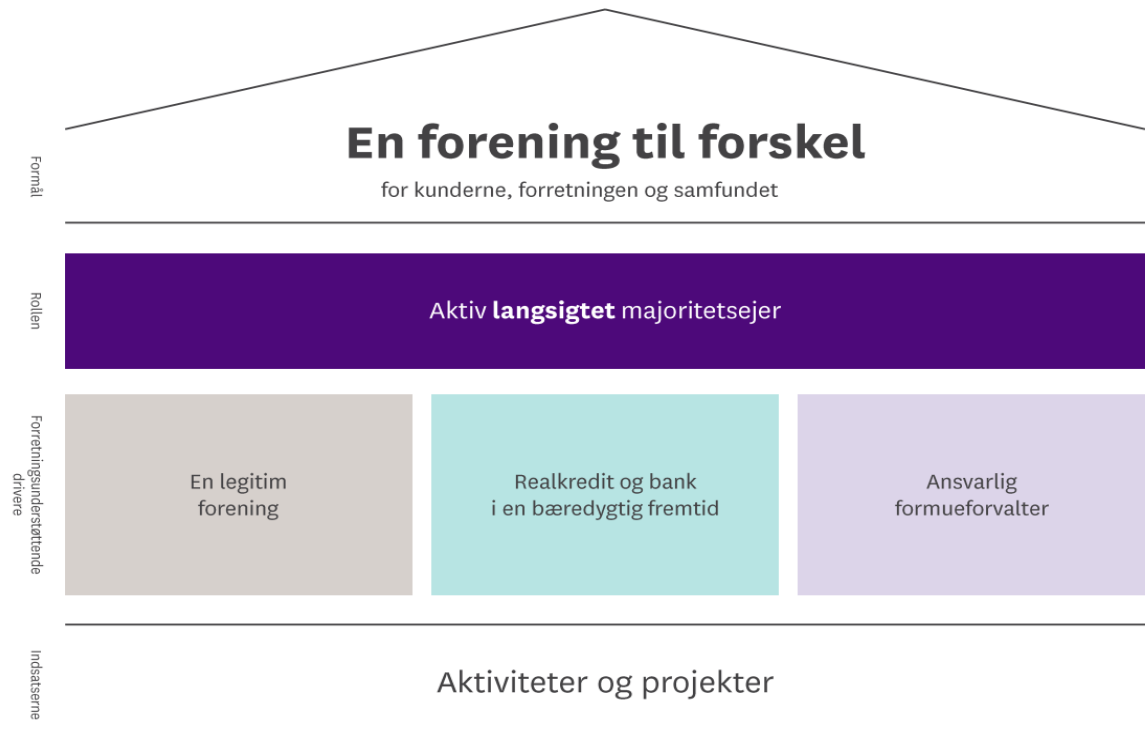 Formål
En forening til forskel
for kunderne, forretningen og samfundet
Rollen
Aktiv langsigtet majoritetsejer
Forretningsunderstøttende
drivere
En legitim
forening
Realkredit og bank
i en bæredygtig fremtid
Ansvarlig
formueforvalter
Indsatserne
Aktiviteter og projekter